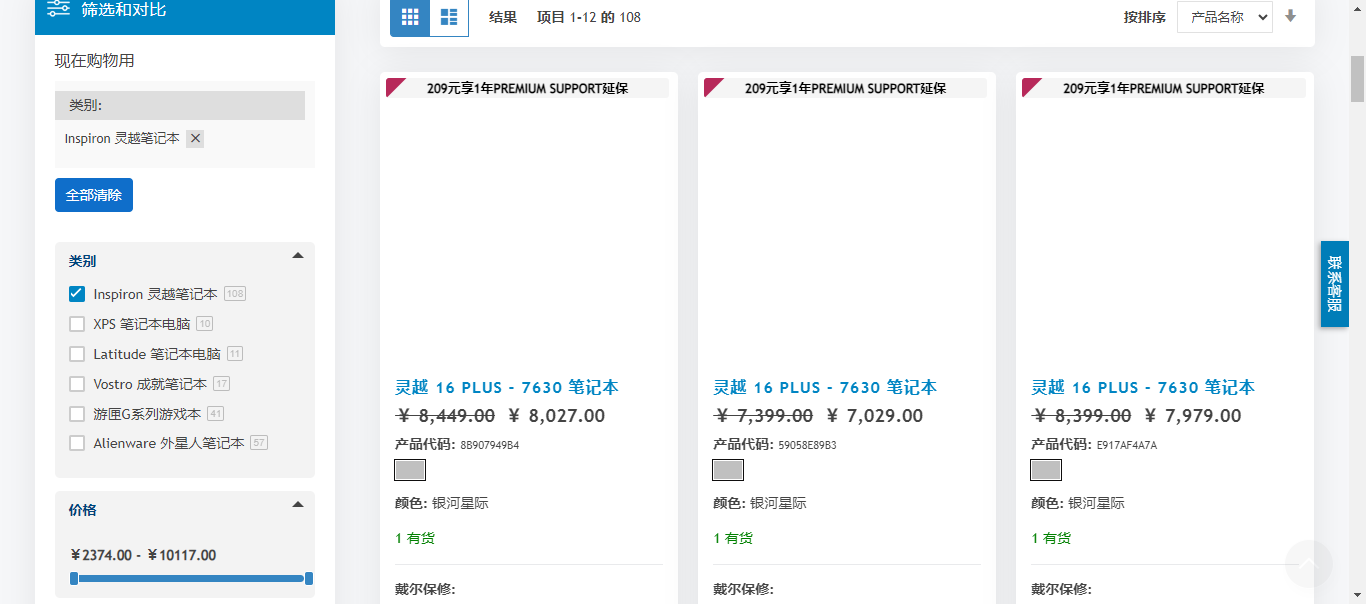 筛选和对比
现在购物用
类别:
Inspiron 灵越笔记本
全部清除
类别
Inspiron 灵越笔记本 108
XPS 笔记本电脑 10
Latitude 笔记本电脑 11
Vostro 成就笔记本 17
游匣G系列游戏本 41
Alienware 外星人笔记本 57
价格
￥2374.00 - ￥10117.00
结果 项目 1-12 的 108
按排序 产品名称
209元享1年PREMIUM SUPPORT延保
灵越 16 PLUS - 7630 笔记本
￥ 8,449.00 ￥ 8,027.00
产品代码: 8B907949B4
颜色: 银河星际
1 有货
戴尔保修:
209元享1年PREMIUM SUPPORT延保
灵越 16 PLUS - 7630 笔记本
￥ 7,399.00 ￥ 7,029.00
产品代码: 59058E89B3
颜色: 银河星际
1 有货
戴尔保修:
209元享1年PREMIUM SUPPORT延保
灵越 16 PLUS - 7630 笔记本
￥ 8,399.00 ￥ 7,979.00
产品代码: E917AF4A7A
颜色: 银河星际
1 有货
戴尔保修:
联系客服